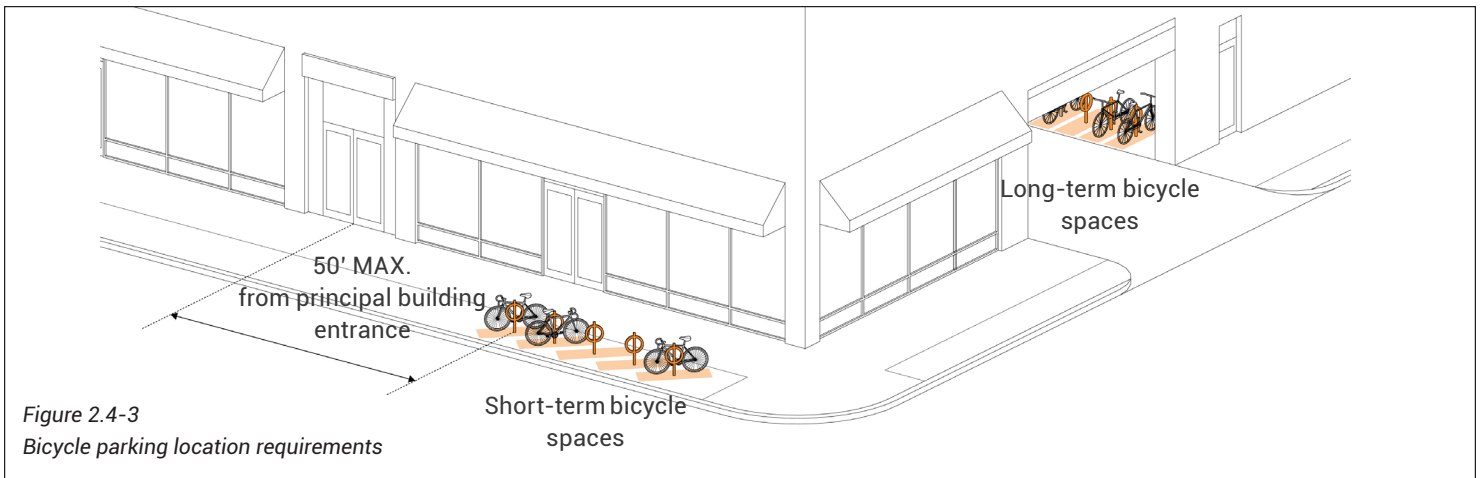 Long-term bicycle
spaces
50' MAX.
from principal building
entrance
Short-term bicycle
spaces
Figure 2.4-3
Bicycle parking location requirements